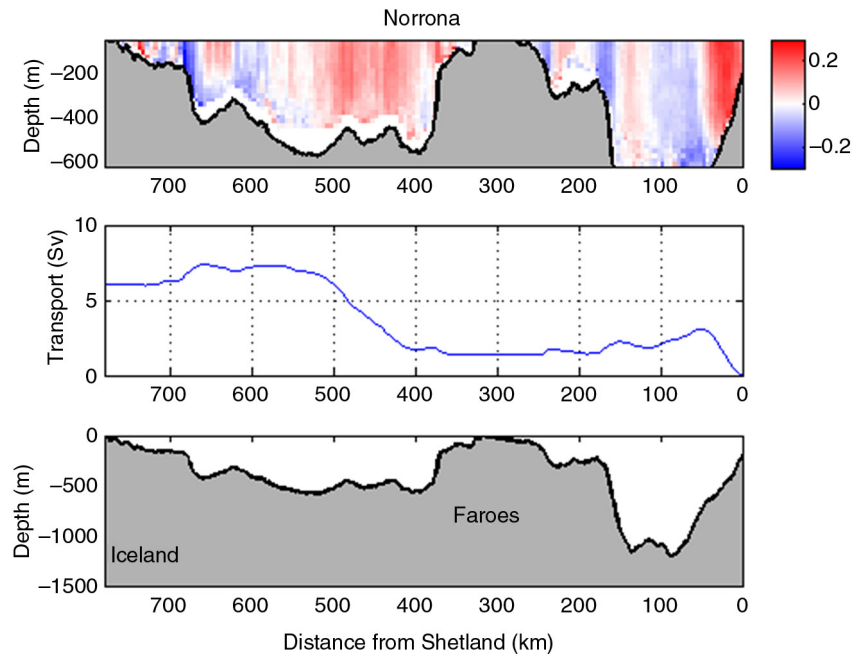 Norrona
Depth (m)
−200
−400
−600
700 600 500 400 300 200 100 0
0.2
0
−0.2
Transport (Sv)
10
5
0
700 600 500 400 300 200 100 0
Depth (m)
0
−500
−1000
−1500
Iceland
Faroes
700 600 500 400 300 200 100 0
Distance from Shetland (km)